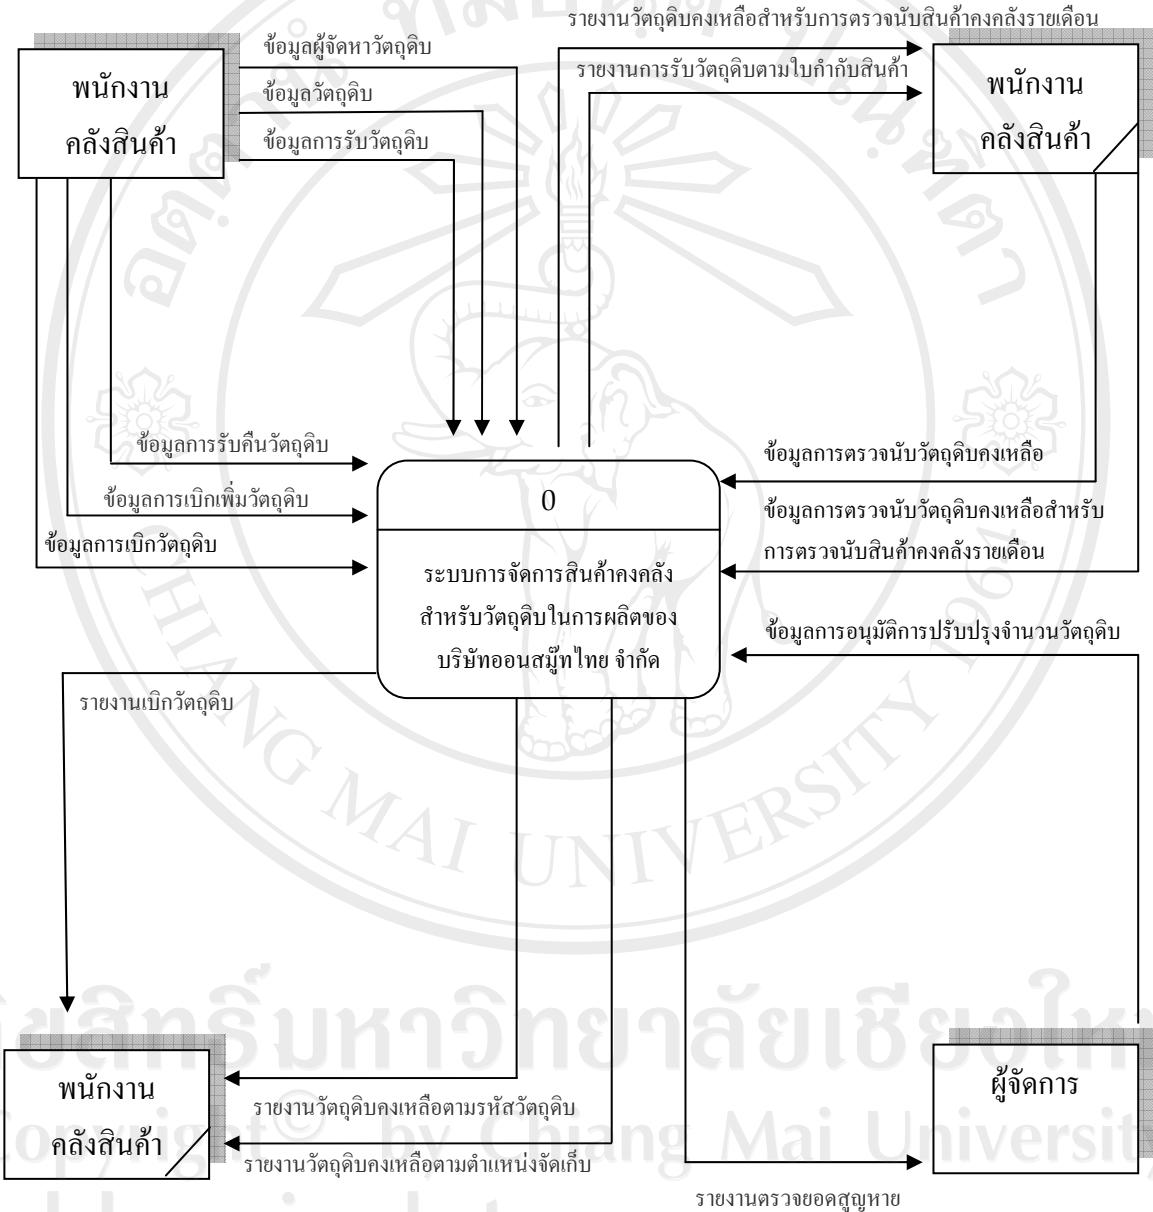 รายงานวัตถุดิบคงเหลือสำหรับการตรวจนับสินค้าคงคลังรายเดือน
ข้อมูลผู้จัดหาวัตถุดิบ
รายงานการรับวัตถุดิบตามใบกำกับสินค้า
พนักงาน
คลังสินค้า
ข้อมูลวัตถุดิบ
ข้อมูลการรับวัตถุดิบ
พนักงาน
คลังสินค้า
ข้อมูลการรับคืนวัตถุดิบ
ข้อมูลการเบิกเพิ่มวัตถุดิบ
ข้อมูลการเบิกวัตถุดิบ
ข้อมูลการตรวจนับวัตถุดิบคงเหลือ
ข้อมูลการตรวจนับวัตถุดิบคงเหลือสำหรับ
การตรวจนับสินค้าคงคลังรายเดือน
0
ระบบการจัดการสินค้าคงคลัง
สำหรับวัตถุดิบในการผลิตของ
บริษัทออนสมู๊ทไทย จำกัด
ข้อมูลการอนุมัติการปรับปรุงจำนวนวัตถุดิบ
รายงานเบิกวัตถุดิบ
CHIANG MAI UNIVERSITY 1964
พนักงาน
คลังสินค้า
รายงานวัตถุดิบคงเหลือตามรหัสวัตถุดิบ
รายงานวัตถุดิบคงเหลือตามตำแหน่งจัดเก็บ
ผู้จัดการ
รายงานตรวจยอดสูญหาย
by Chiang Mai University